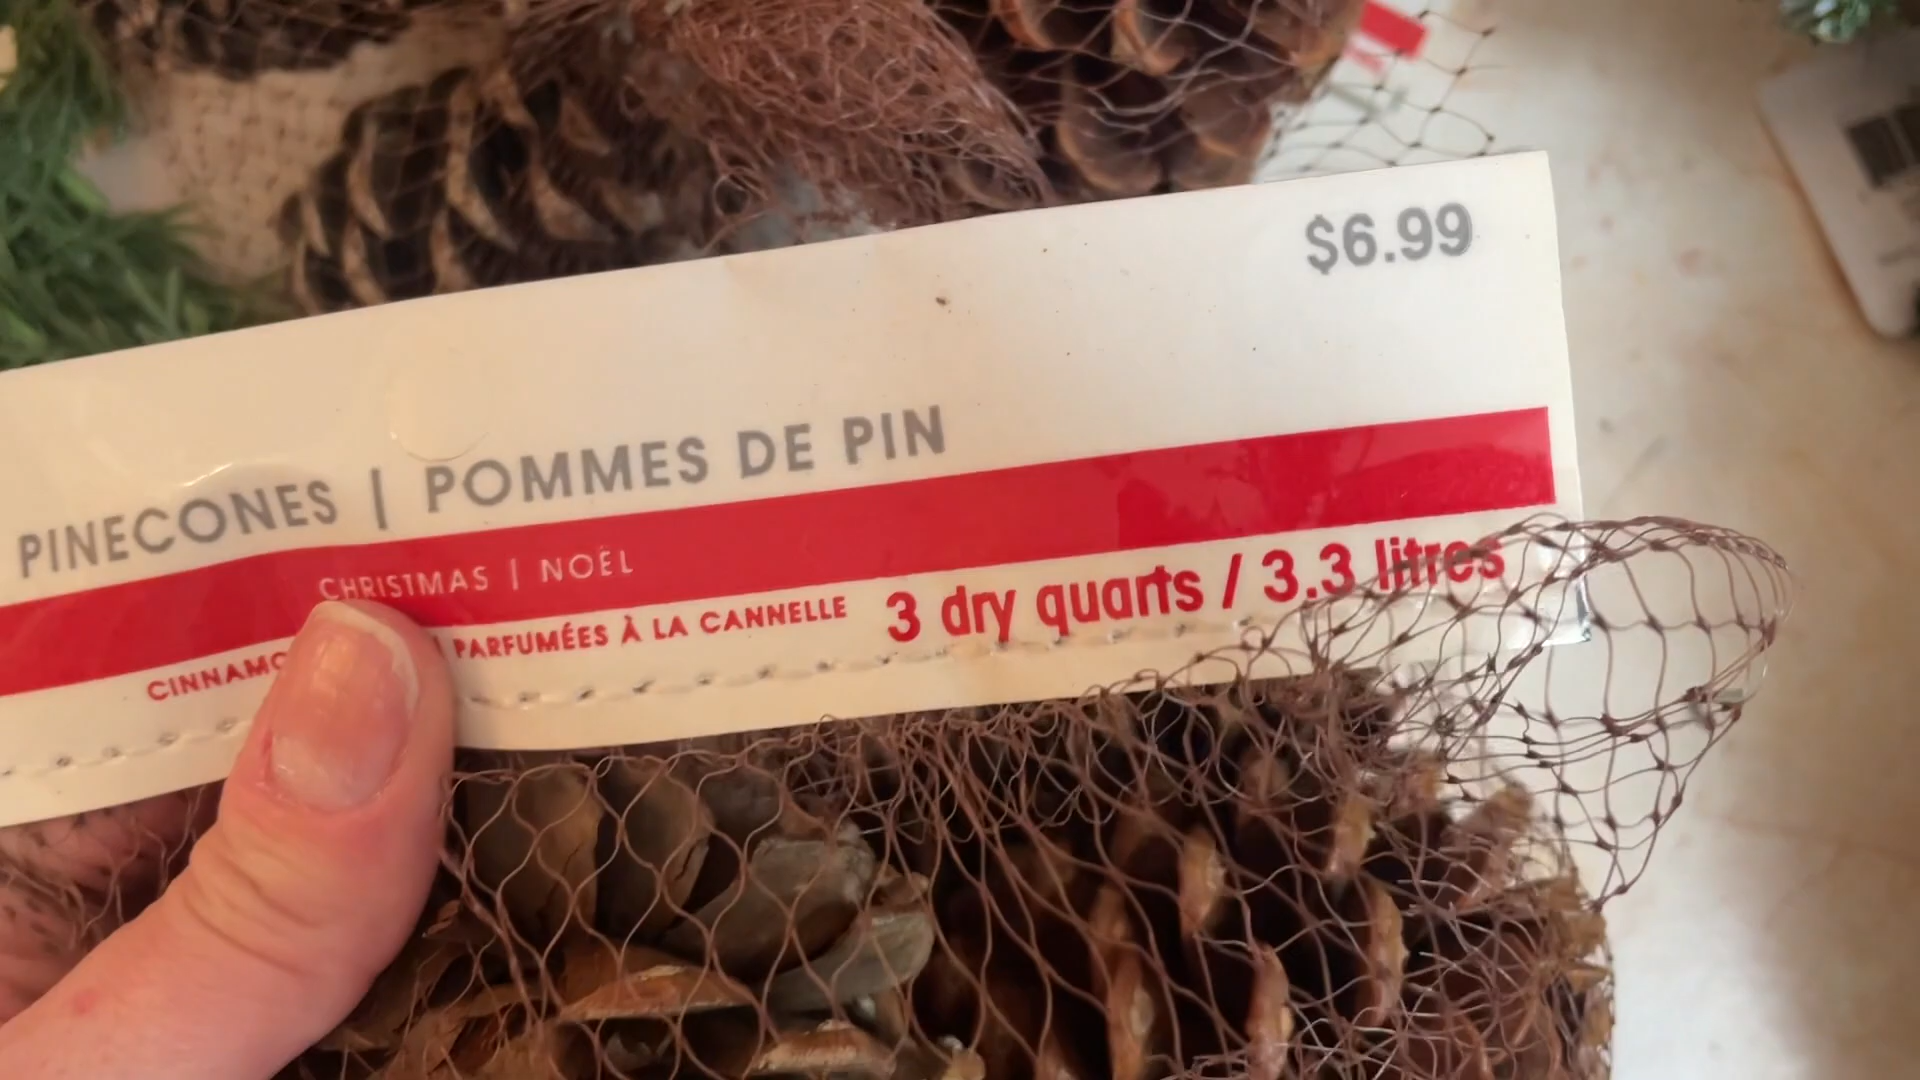 $6.99
PINECONES | POMMES DE PIN
CHRISTMAS | NOËL
PARFUMÉES À LA CANNELLE
3 dry quarts / 3.3 litres